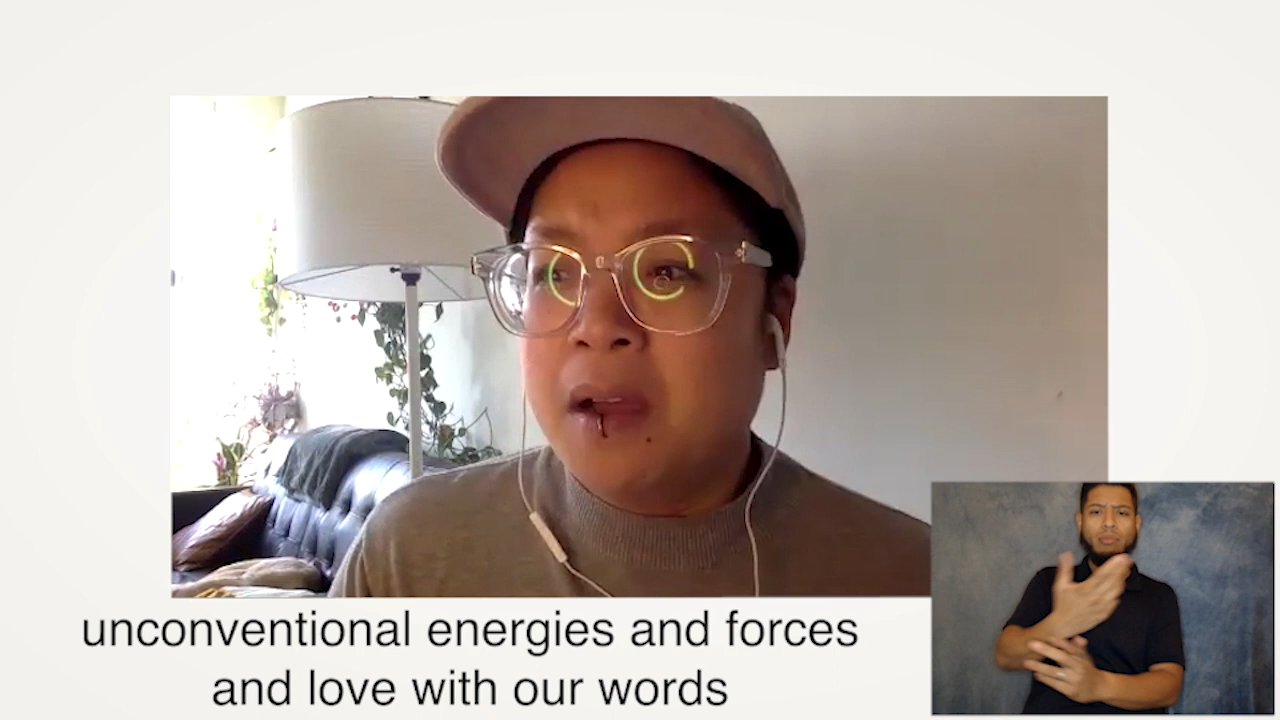 unconventional energies and forces
and love with our words